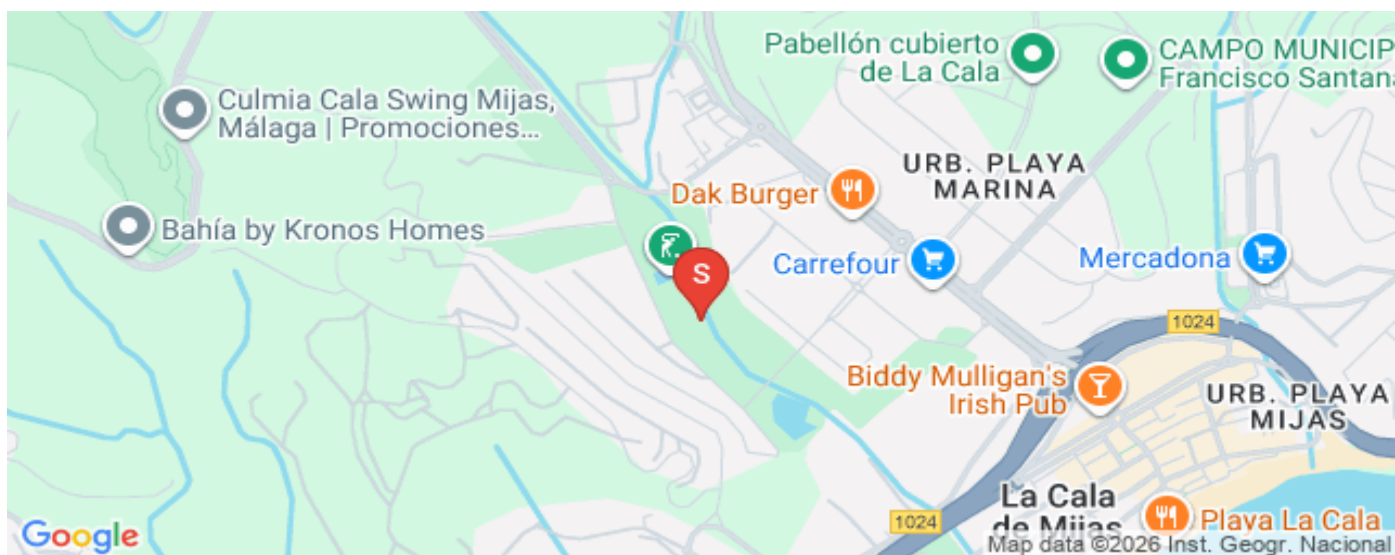 Pabellón cubierto
de La Cala
CAMPO MUNICIP
Francisco Santan
Culmia Cala Swing Mijas,
Málaga | Promociones...
URB. PLAYA
MARINA
Dak Burger
Bahía by Kronos Homes
S
Carrefour
Mercadona
1024
Biddy Mulligan's
Irish Pub
URB. PLAYA
MIJAS
La Cala
de Mijas
1024
Playa La Cala
Google
Map data ©2026 Inst. Geogr. Nacional